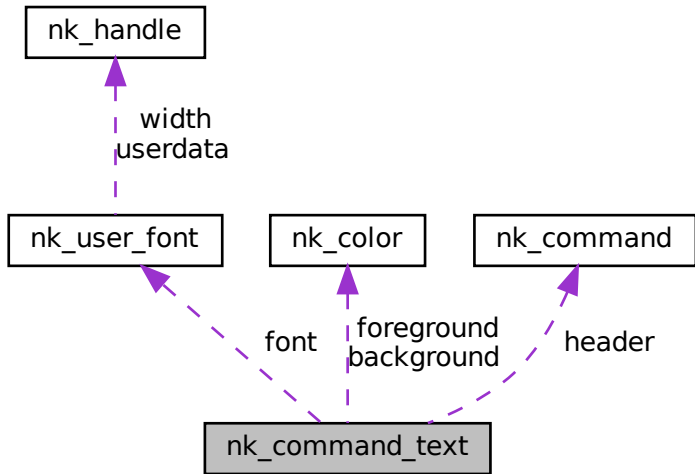 nk_handle
width
userdata
nk_user_font
nk_color
nk_command
font
foreground
background
header
nk_command_text